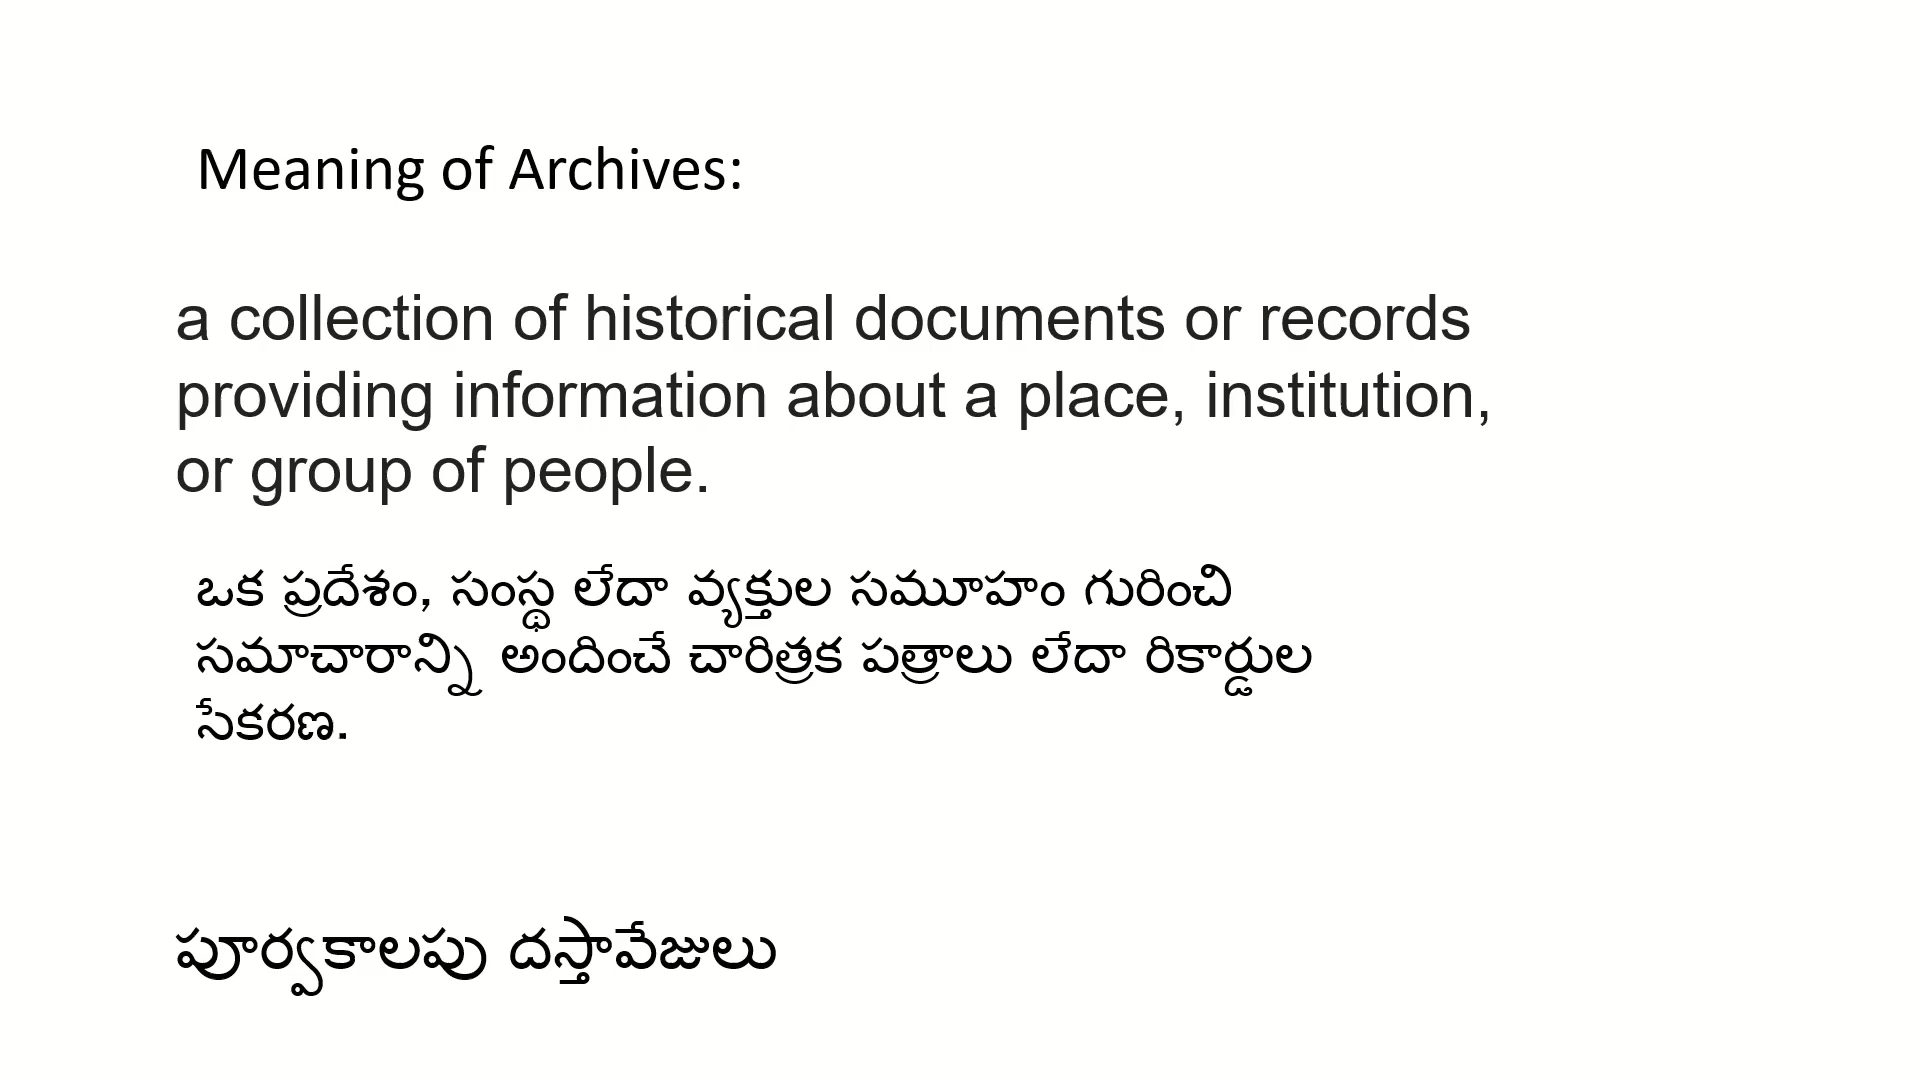 Meaning of Archives:
a collection of historical documents or records
providing information about a place, institution,
or group of people.
ఒక ప్రదేశం, సంస్థ లేదా వ్యక్తుల సమూహం గురించి
సమాచారాన్ని అందించే చారిత్రక పత్రాలు లేదా రికార్డుల
సేకరణ.
పూర్వకాలపు దస్తావేజులు